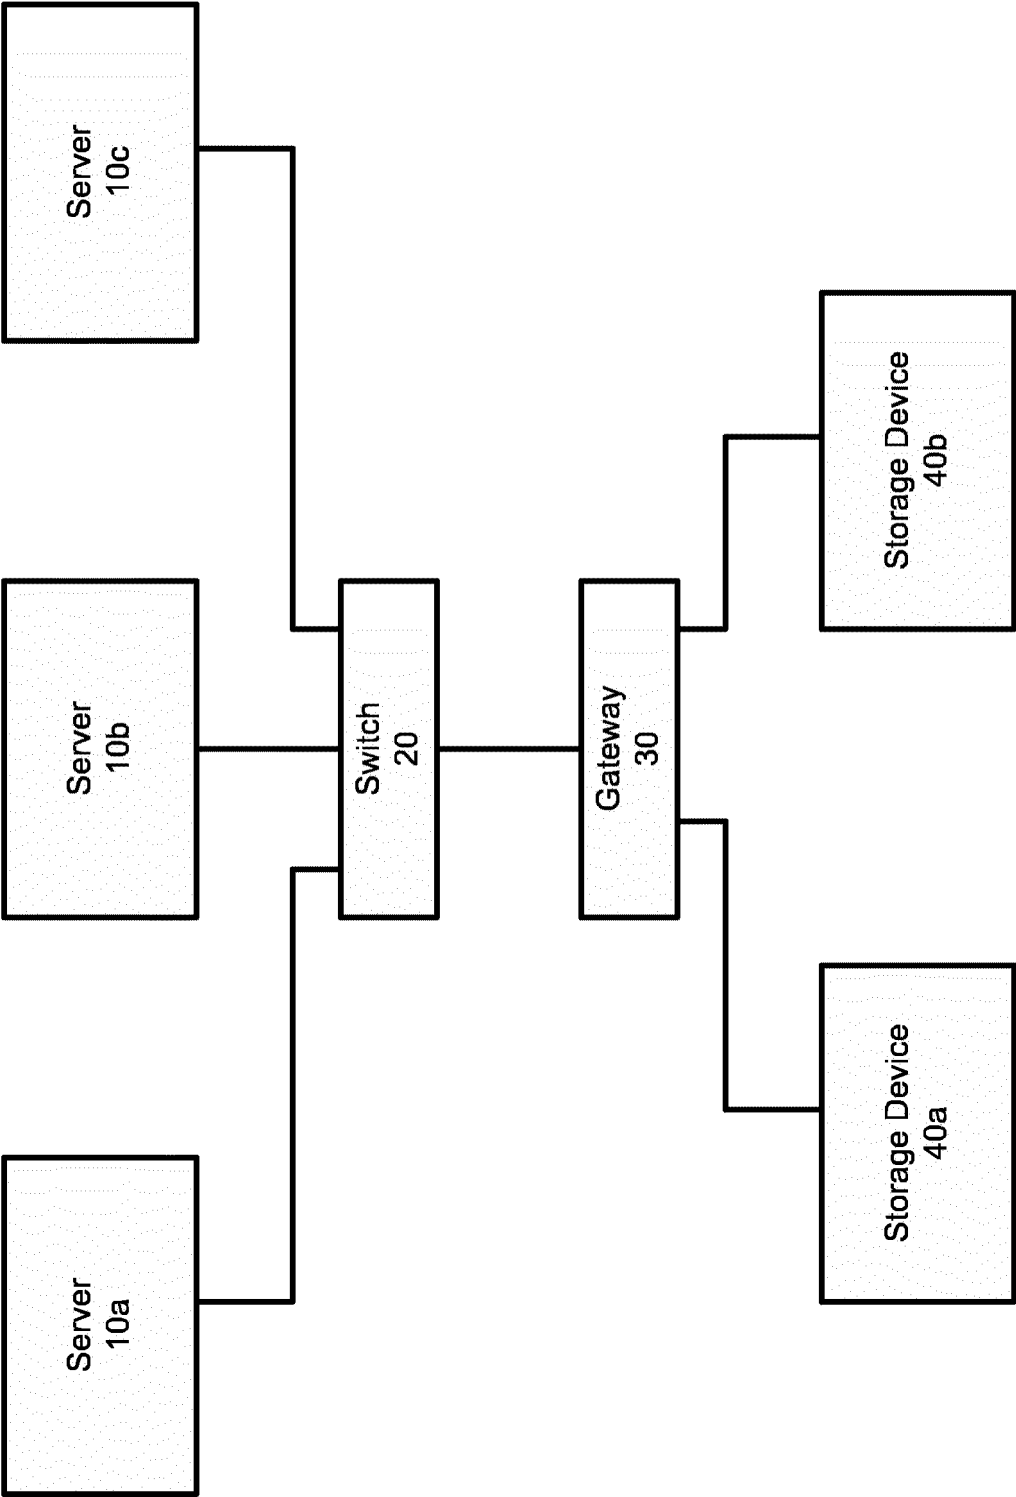 Server
10a
Server
10b
Server
10c
Switch
20
Gateway
30
Storage Device
40a
Storage Device
40b